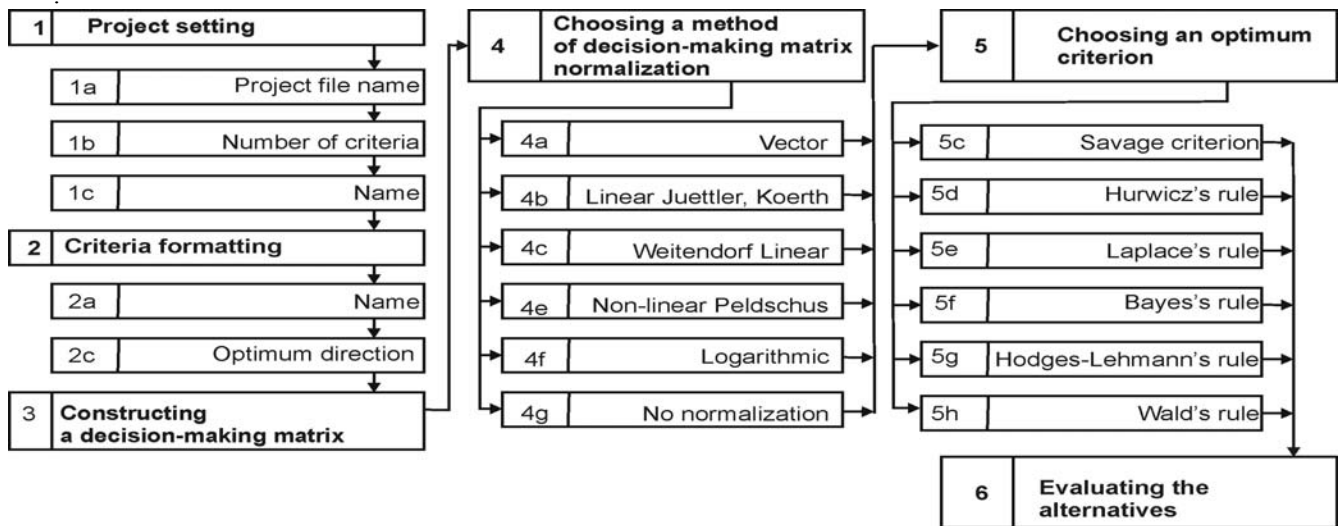 1 Project setting
1a Project file name
1b Number of criteria
1c Name
2 Criteria formatting
2a Name
2c Optimum direction
3 Constructing
a decision-making matrix
4 Choosing a method
of decision-making matrix
normalization
4a Vector
4b Linear Juettler, Koerth
4c Weitendorf Linear
4e Non-linear Peldschus
4f Logarithmic
4g No normalization
5 Choosing an optimum
criterion
5c Savage criterion
5d Hurwicz's rule
5e Laplace's rule
5f Bayes's rule
5g Hodges-Lehmann's rule
5h Wald's rule
6 Evaluating the
alternatives